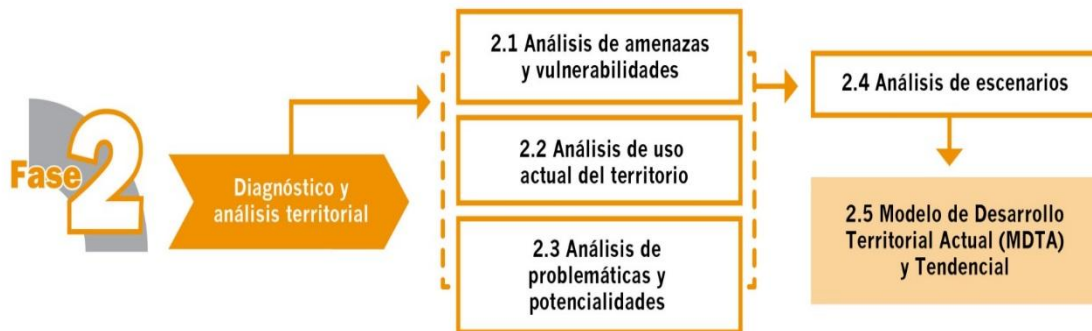 Fase 2
Diagnóstico y
análisis territorial
2.1 Análisis de amenazas
y vulnerabilidades
2.2 Análisis de uso
actual del territorio
2.3 Análisis de
problemáticas y
potencialidades
2.4 Análisis de escenarios
2.5 Modelo de Desarrollo
Territorial Actual (MDTA)
y Tendencial